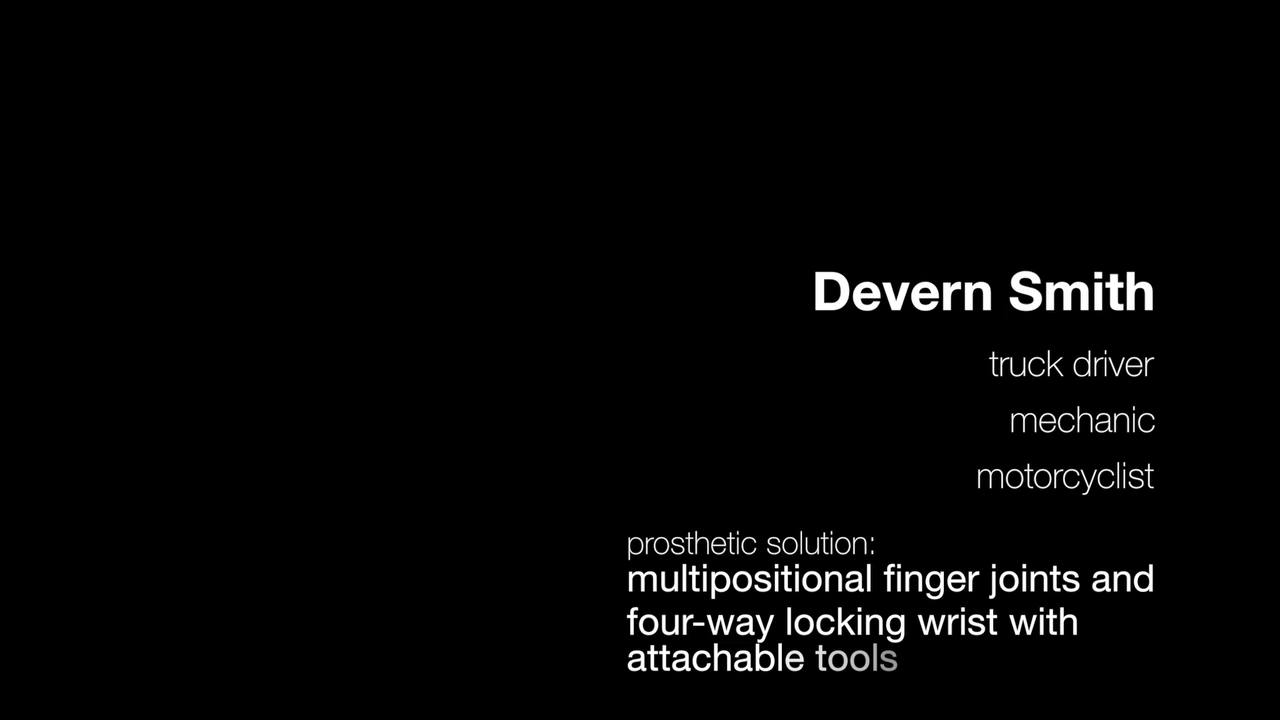 Devern Smith
truck driver
mechanic
motorcyclist
prosthetic solution:
multipositional finger joints and
four-way locking wrist with
attachable tools